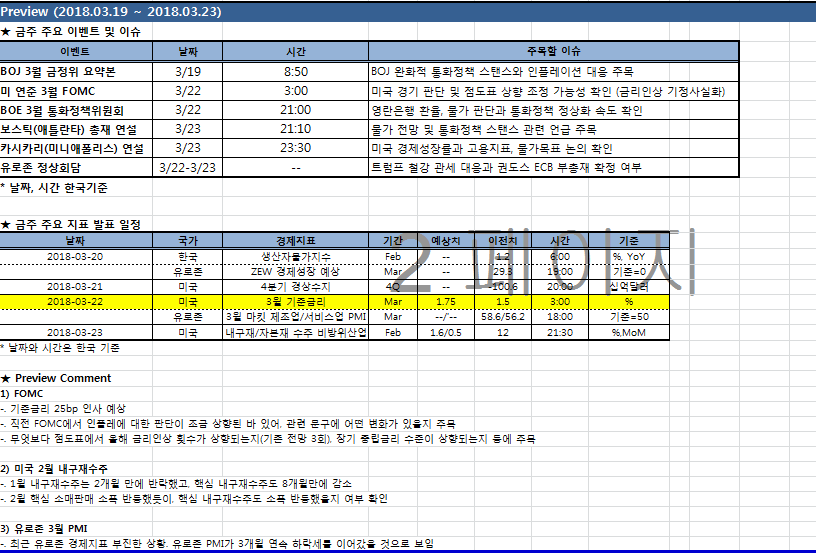 Preview (2018.03.19 ~ 2018.03.23)
★ 금주 주요 이벤트 및 이슈
이벤트 날짜 시간 주목할 이슈
BOJ 3월 금정위 요약본 3/19 8:50 BOJ 완화적 통화정책 스탠스와 인플레이션 대응 주목
미 연준 3월 FOMC 3/22 3:00 미국 경기 판단 및 점도표 상향 조정 가능성 확인 (금리인상 기정사실화)
BOE 3월 통화정책위원회 3/22 21:00 영란은행 환율, 물가 판단과 통화정책 정상화 속도 확인
보스틱(애틀란타) 총재 연설 3/23 21:10 물가 전망 및 통화정책 스탠스 관련 언급 주목
카시카리(미니애폴리스) 연설 3/23 23:30 미국 경제성장률과 고용지표, 물가목표 논의 확인
유로존 정상회담 3/22-3/23 -- 트럼프 철강 관세 대응과 귄도스 ECB 부총재 확정 여부
* 날짜, 시간 한국기준
★ 금주 주요 지표 발표 일정
날짜 국가 경제지표 기간 예상치 이전치 시간 기준
2018-03-20 한국 생산자물가지수 Feb -- 1.2 6:00 %, YoY
유로존 ZEW 경제성장 예상 Mar -- 29.3 19:00 기준=0
2018-03-21 미국 4분기 경상수지 4Q -- -100.6 20:00 십억달러
2018-03-22 미국 3월 기준금리 Mar 1.75 1.5 3:00 %
유로존 3월 마킷 제조업/서비스업 PMI Mar --/-- 58.6/56.2 18:00 기준=50
2018-03-23 미국 내구재/자본재 수주 비방위산업 Feb 1.6/0.5 12 21:30 %,MoM
* 날짜와 시간은 한국 기준
2 페이지
★ Preview Comment
1) FOMC
-. 기준금리 25bp 인사 예상
-. 직전 FOMC에서 인플레에 대한 판단이 조금 상향된 바 있어, 관련 문구에 어떤 변화가 있을지 주목
-. 무엇보다 점도표에서 올해 금리인상 횟수가 상향되는지(기존 전망 3회), 장기 중립금리 수준이 상향되는지 등에 주목
2) 미국 2월 내구재수주
-. 1월 내구재수주는 2개월 만에 반락했고, 핵심 내구재수주도 8개월만에 감소
-. 2월 핵심 소매판매 소폭 반등했듯이, 핵심 내구재수주도 소폭 반등했을지 여부 확인
3) 유로존 3월 PMI
-. 최근 유로존 경제지표 부진한 상황. 유로존 PMI가 3개월 연속 하락세를 이어갔을 것으로 보임